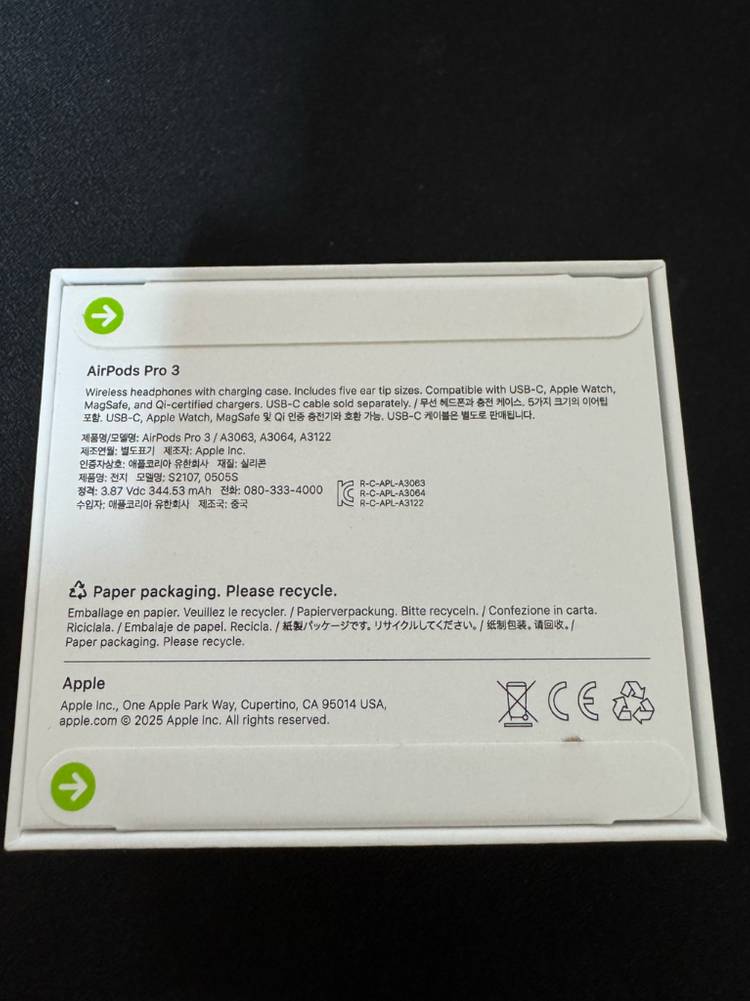 AirPods Pro 3
Wireless headphones with charging case. Includes five ear tip sizes. Compatible with USB-C, Apple Watch,
MagSafe, and Qi-certified chargers. USB-C cable sold separately. / 무선 헤드폰과 충전 케이스. 5가지 크기의 이어팁
포함. USB-C, Apple Watch, MagSafe 및 Qi 인증 충전기와 호환 가능. USB-C 케이블은 별도로 판매됩니다.
제품명/모델명: AirPods Pro 3 / A3063, A3064, A3122
제조연월: 별도표기 제조자: Apple Inc.
인증자상호: 애플코리아 유한회사 재질: 실리콘
제품명: 전지 모델명: S2107, 0505S
정격: 3.87 Vdc 344.53 mAh 전화: 080-333-4000
수입자: 애플코리아 유한회사 제조국: 중국
R-C-APL-A3063
R-C-APL-A3064
R-C-APL-A3122
Paper packaging. Please recycle.
Emballage en papier. Veuillez le recycler. / Papierverpackung. Bitte recyceln. / Confezione in carta.
Riciclala. / Embalaje de papel. Recicla. / 紙製パッケージです。リサイクルしてください。/ 纸制包装。请回收。/
Paper packaging. Please recycle.
Apple
Apple Inc., One Apple Park Way, Cupertino, CA 95014 USA,
apple.com © 2025 Apple Inc. All rights reserved.
CE